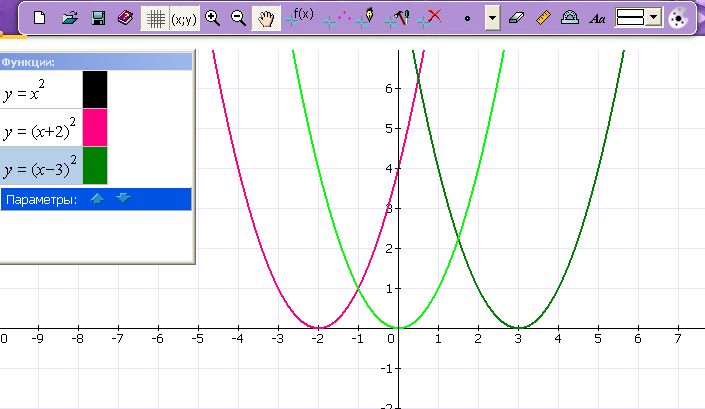 (x;y) f(x) Aα
Функции:
y = x²
y = (x+2)²
y = (x−3)²
Параметры:
6
5
4
3
2
1
0 -9 -8 -7 -6 -5 -4 -3 -2 -1 0 1 2 3 4 5 6 7
-1
-2